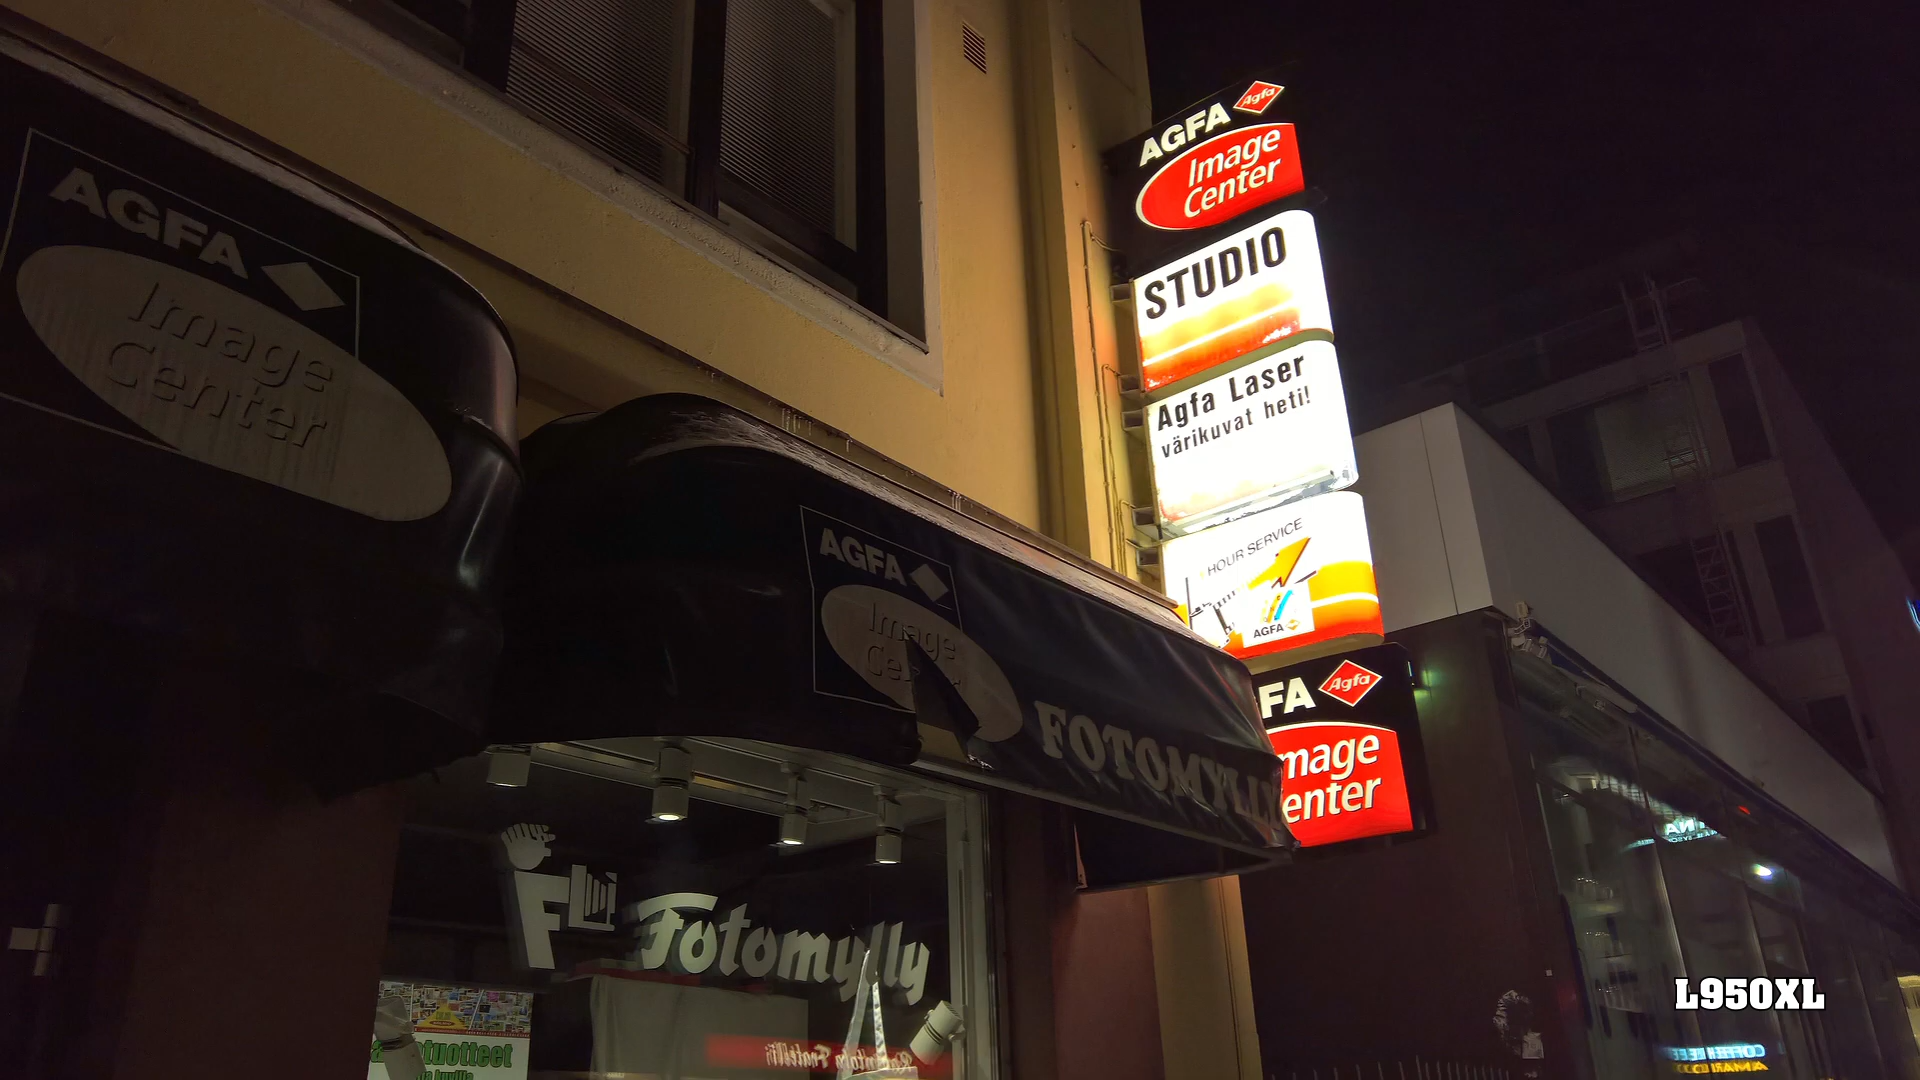 AGFA
Image
Center
AGFA
Image
FOTOMYLLY
AGFA
Agfa
Image
Center
STUDIO
Agfa Laser
värikuvat heti!
HOUR SERVICE
AGFA
FA
Agfa
mage
enter
F
Fotomylly
tuotteet
L950XL